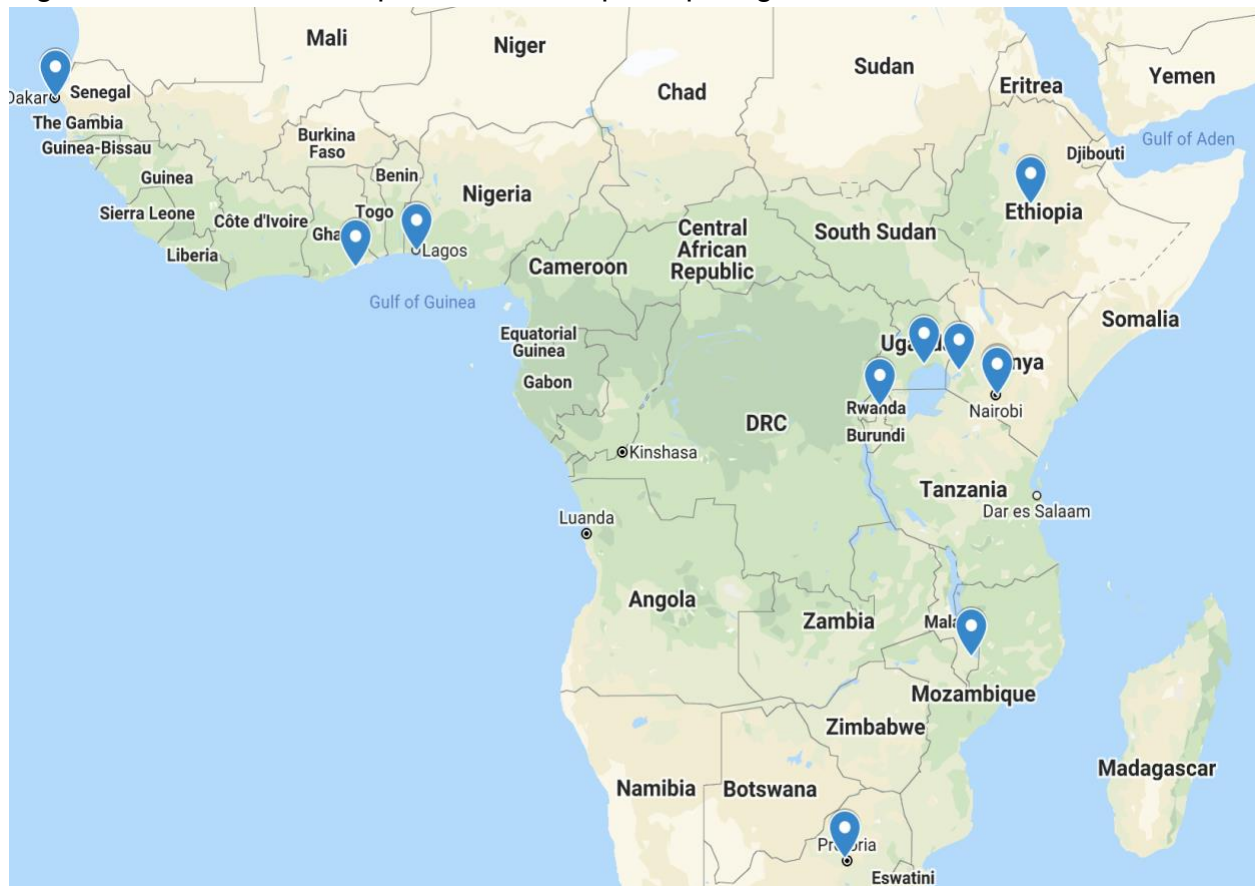 Mali
Niger
Chad
Sudan
Eritrea
Yemen
Dakar
Senegal
The Gambia
Guinea-Bissau
Burkina
Faso
Gulf of Aden
Djibouti
Guinea
Benin
Nigeria
Sierra Leone
Côte d'Ivoire
Togo
Ethiopia
Liberia
Lagos
Central
African
Republic
South Sudan
Cameroon
Gulf of Guinea
Somalia
Equatorial
Guinea
Gabon
Rwanda
Nairobi
DRC
Burundi
Kinshasa
Tanzania
Dar es Salaam
Luanda
Angola
Zambia
Mozambique
Zimbabwe
Namibia
Botswana
Madagascar
Eswatini